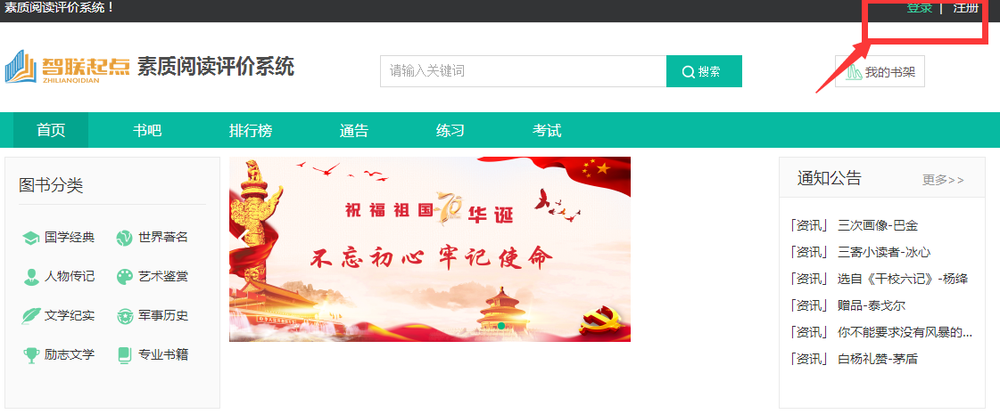 素质阅读评价系统！
登录 | 注册
智联起点 素质阅读评价系统
ZHILIANQIDIAN
请输入关键词
搜索
我的书架
首页 书吧 排行榜 通告 练习 考试
图书分类
国学经典 世界著名
人物传记 艺术鉴赏
文学纪实 军事历史
励志文学 专业书籍
祝福祖国70华诞
不忘初心 牢记使命
通知公告 更多>>
「资讯」 三次画像-巴金
「资讯」 三寄小读者-冰心
「资讯」 选自《干校六记》-杨绛
「资讯」 赠品-泰戈尔
「资讯」 你不能要求没有风暴的...
「资讯」 白杨礼赞-茅盾